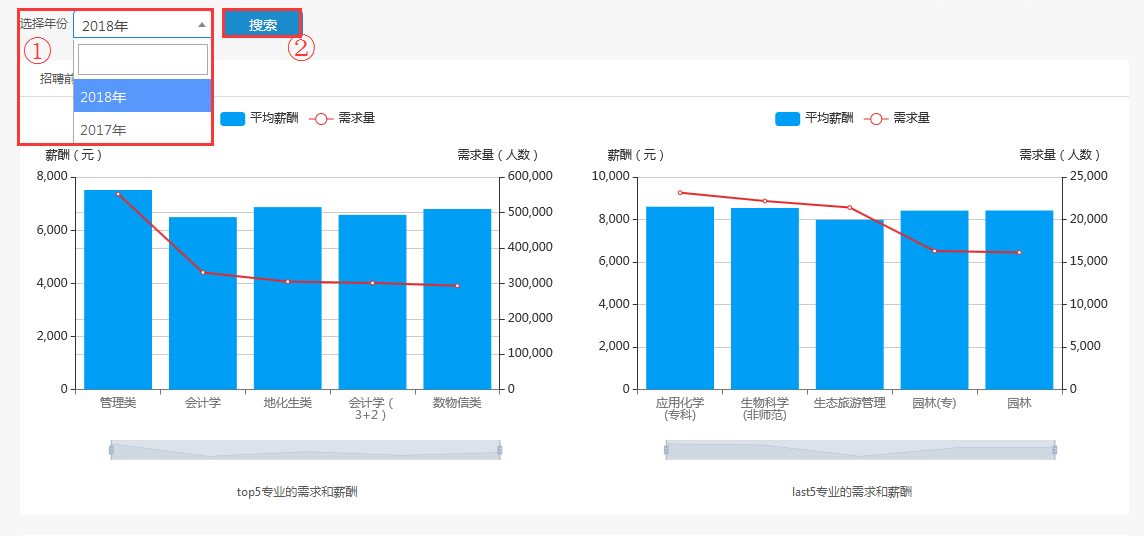 选择年份 2018年 搜索
① ②
招聘前
2018年
2017年
平均薪酬 需求量
薪酬（元） 需求量（人数）
8,000
6,000
4,000
2,000
0
600,000
500,000
400,000
300,000
200,000
100,000
0
管理类 会计学 地化生类 会计学（3+2） 数物信类
top5专业的需求和薪酬
平均薪酬 需求量
薪酬（元） 需求量（人数）
10,000
8,000
6,000
4,000
2,000
0
25,000
20,000
15,000
10,000
5,000
0
应用化学(专科) 生物科学(非师范) 生态旅游管理 园林(专) 园林
last5专业的需求和薪酬